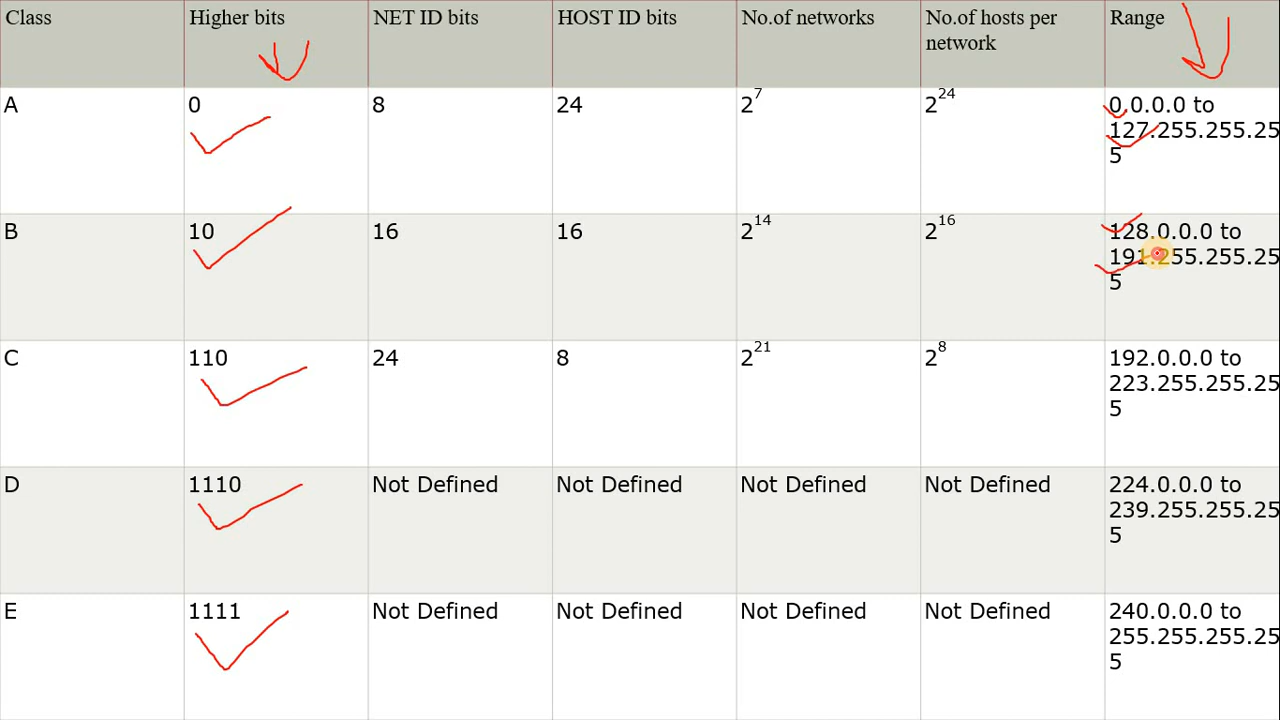 Class Higher bits NET ID bits HOST ID bits No.of networks No.of hosts per network Range
A 0 8 24 2^7 2^24 0.0.0.0 to
127.255.255.25
5
B 10 16 16 2^14 2^16 128.0.0.0 to
191.255.255.25
5
C 110 24 8 2^21 2^8 192.0.0.0 to
223.255.255.25
5
D 1110 Not Defined Not Defined Not Defined Not Defined 224.0.0.0 to
239.255.255.25
5
E 1111 Not Defined Not Defined Not Defined Not Defined 240.0.0.0 to
255.255.255.25
5